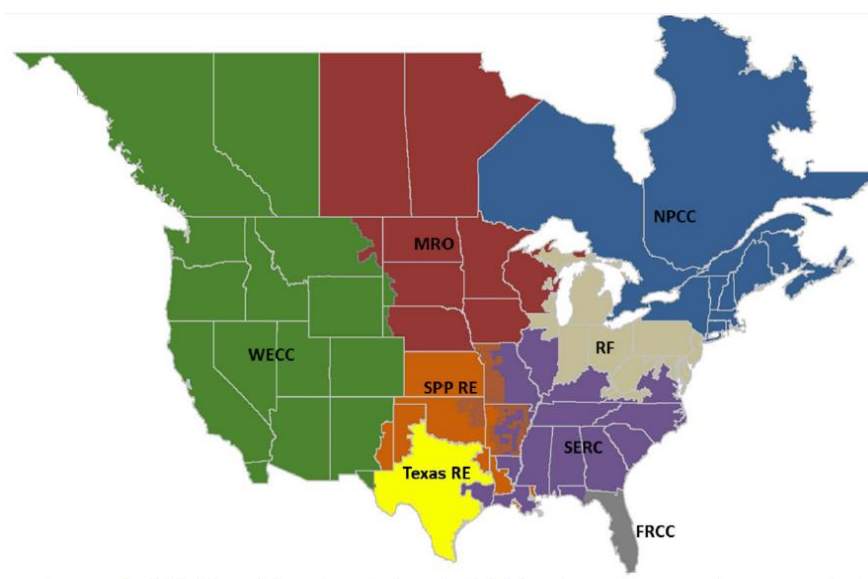 NPCC
MRO
RF
WECC
SPP RE
SERC
Texas RE
FRCC